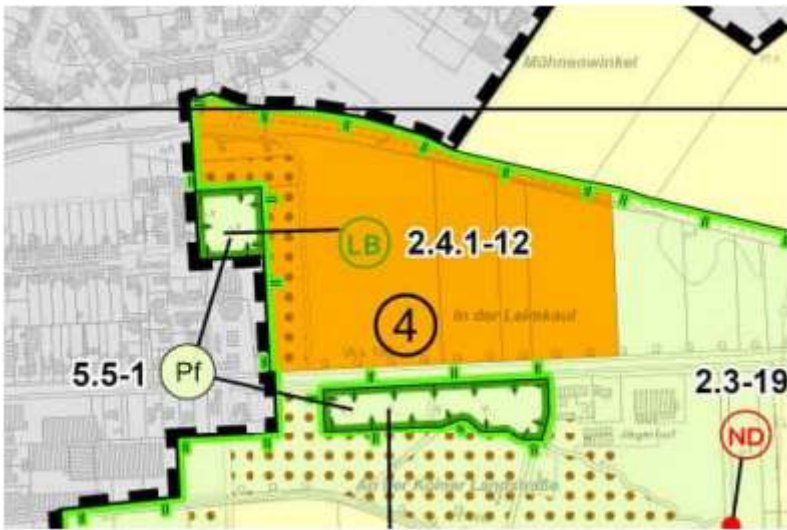 Möhnenwinkel
LB 2.4.1-12
4
In der Leimkaul
5.5-1 Pf
2.3-19
ND
Jägerhof
An der Kölner Landstraße